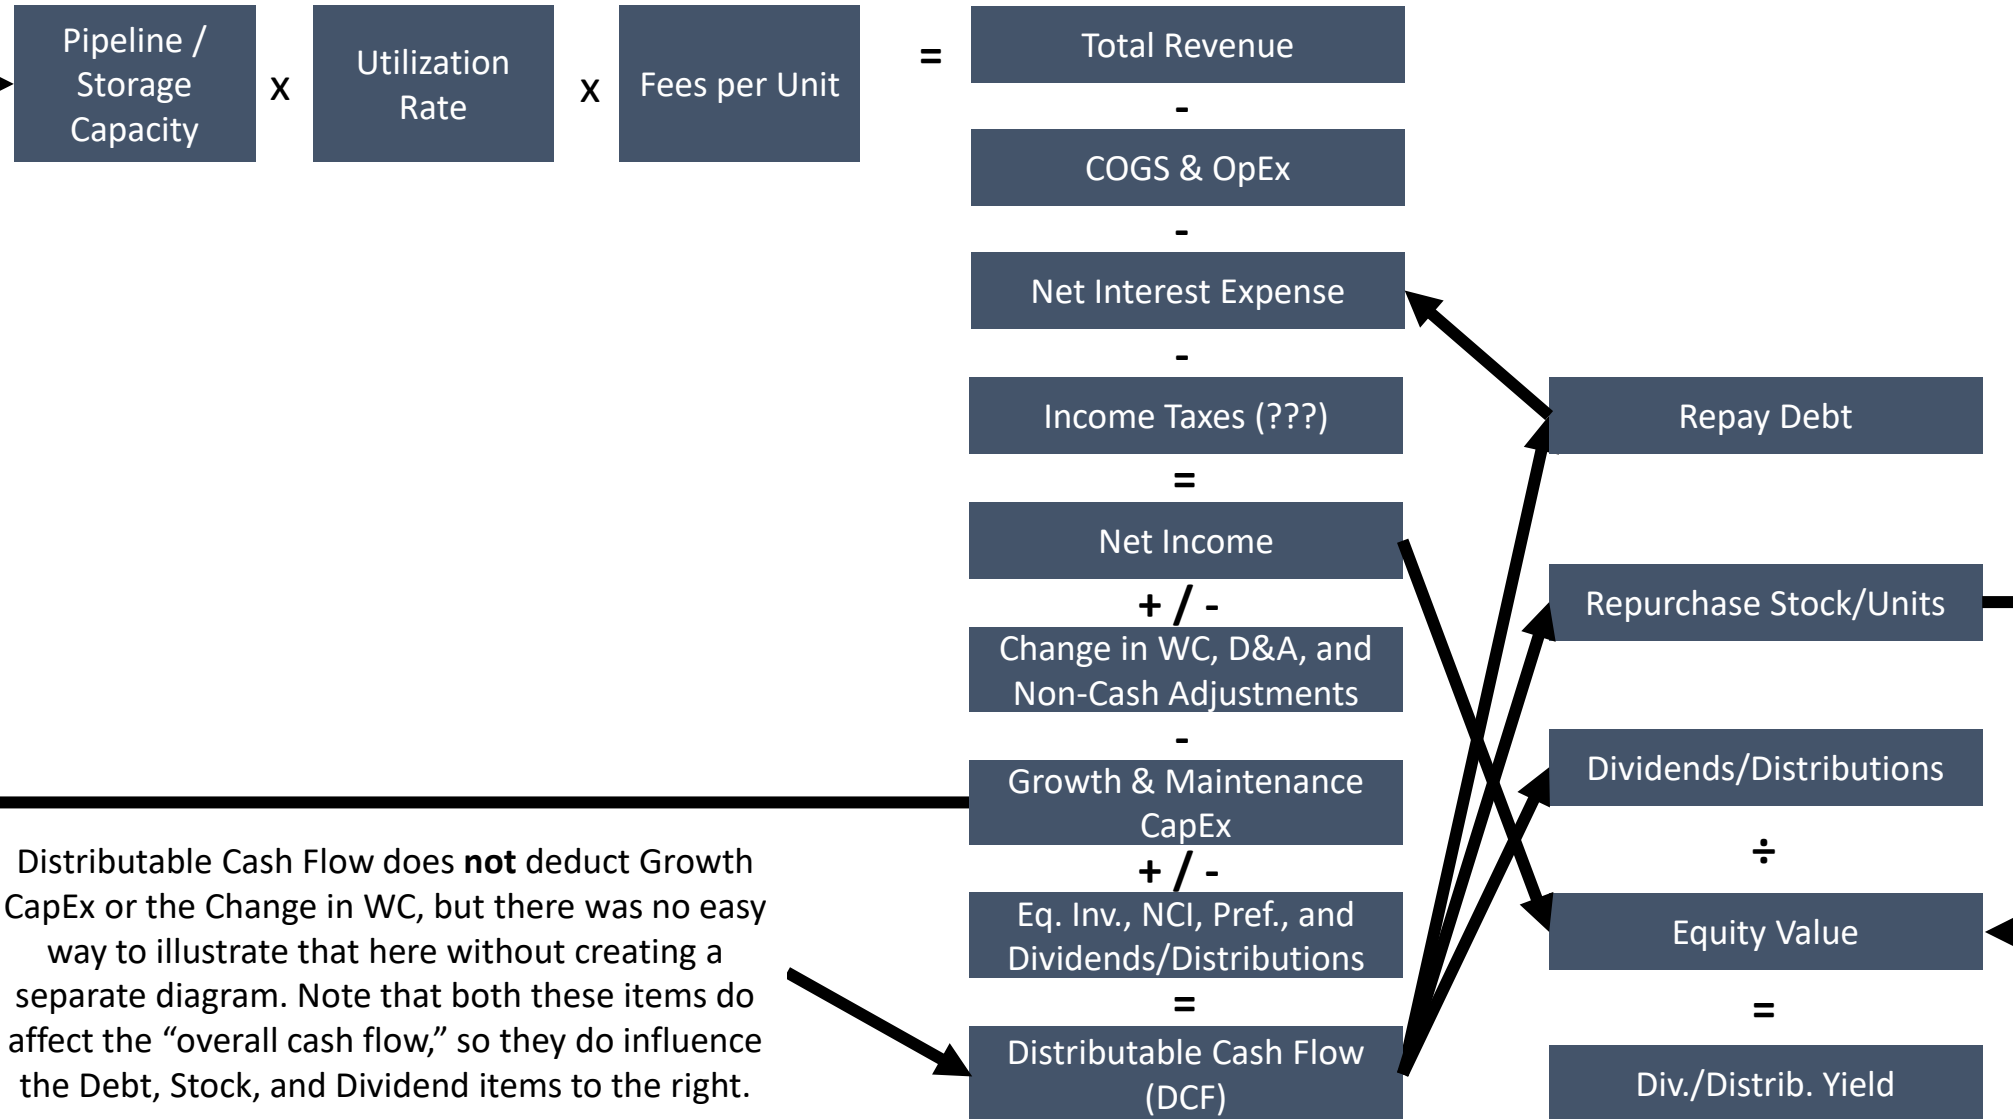 Pipeline /
Storage
Capacity
x
Utilization
Rate
x
Fees per Unit
=
Total Revenue
-
COGS & OpEx
-
Net Interest Expense
-
Income Taxes (???)
=
Net Income
+ / -
Change in WC, D&A, and
Non-Cash Adjustments
-
Growth & Maintenance
CapEx
+ / -
Eq. Inv., NCI, Pref., and
Dividends/Distributions
=
Distributable Cash Flow
(DCF)
Repay Debt
Repurchase Stock/Units
Dividends/Distributions
÷
Equity Value
=
Div./Distrib. Yield
Distributable Cash Flow does not deduct Growth
CapEx or the Change in WC, but there was no easy
way to illustrate that here without creating a
separate diagram. Note that both these items do
affect the “overall cash flow,” so they do influence
the Debt, Stock, and Dividend items to the right.